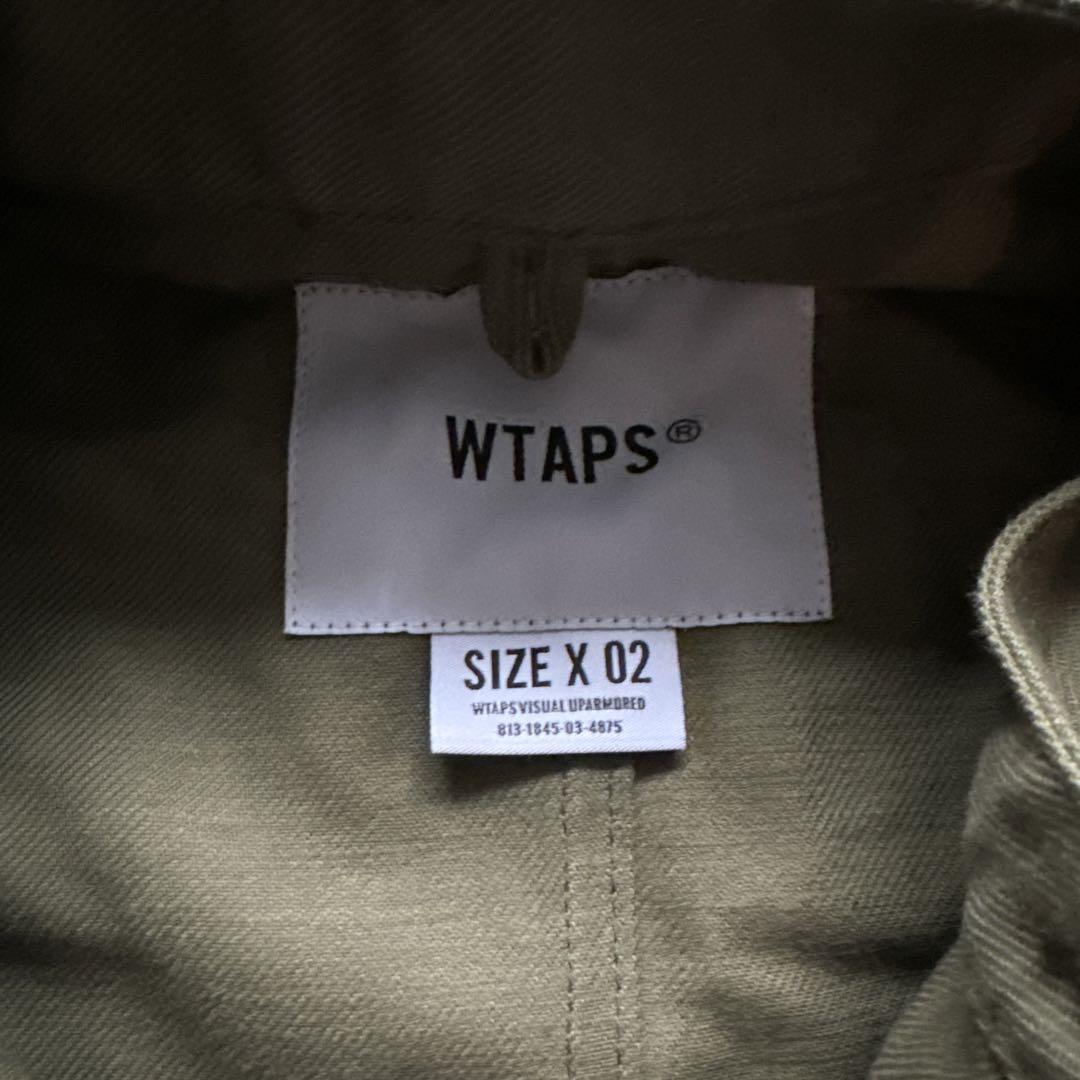 WTAPS®
SIZE X 02
WTAPS VISUAL UPARMORED
813-1845-03-4875